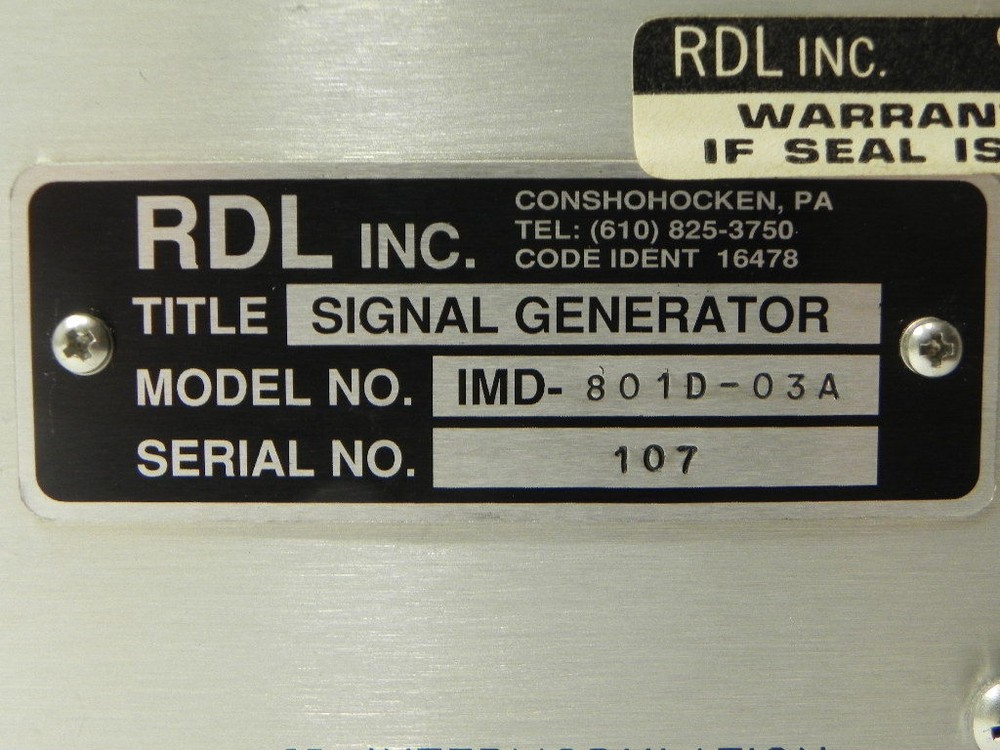 RDL INC.
WARRAN
IF SEAL IS
RDL INC.
CONSHOHOCKEN, PA
TEL: (610) 825-3750
CODE IDENT 16478
TITLE SIGNAL GENERATOR
MODEL NO. IMD-801D-03A
SERIAL NO. 107